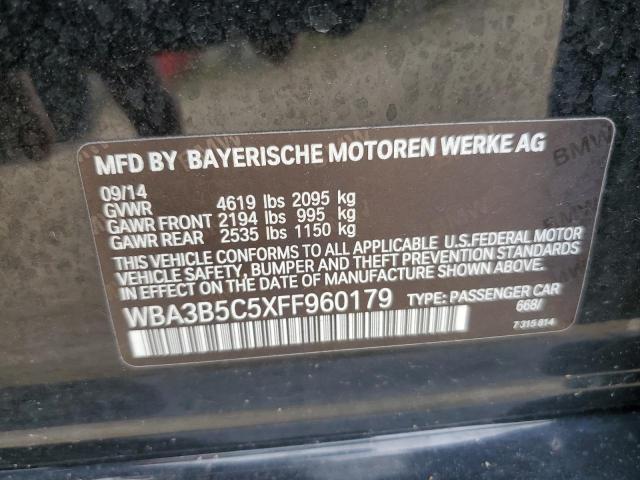 MFD BY BAYERISCHE MOTOREN WERKE AG
09/14
GVWR 4619 lbs 2095 kg
GAWR FRONT 2194 lbs 995 kg
GAWR REAR 2535 lbs 1150 kg
THIS VEHICLE CONFORMS TO ALL APPLICABLE U.S.FEDERAL MOTOR
VEHICLE SAFETY, BUMPER AND THEFT PREVENTION STANDARDS
IN EFFECT ON THE DATE OF MANUFACTURE SHOWN ABOVE.
WBA3B5C5XFF960179 TYPE: PASSENGER CAR
668/
7 315 814
BMW